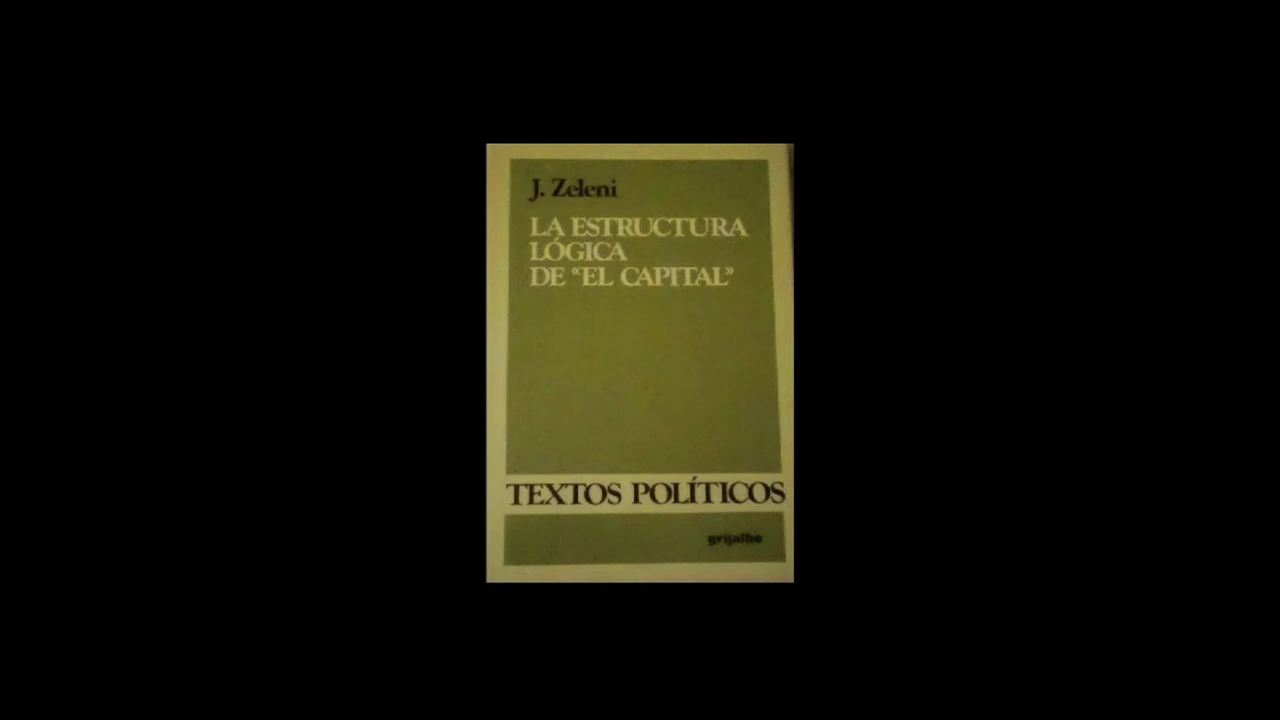 J. Zeleni
LA ESTRUCTURA
LÓGICA
DE “EL CAPITAL”
TEXTOS POLÍTICOS
grijalbo